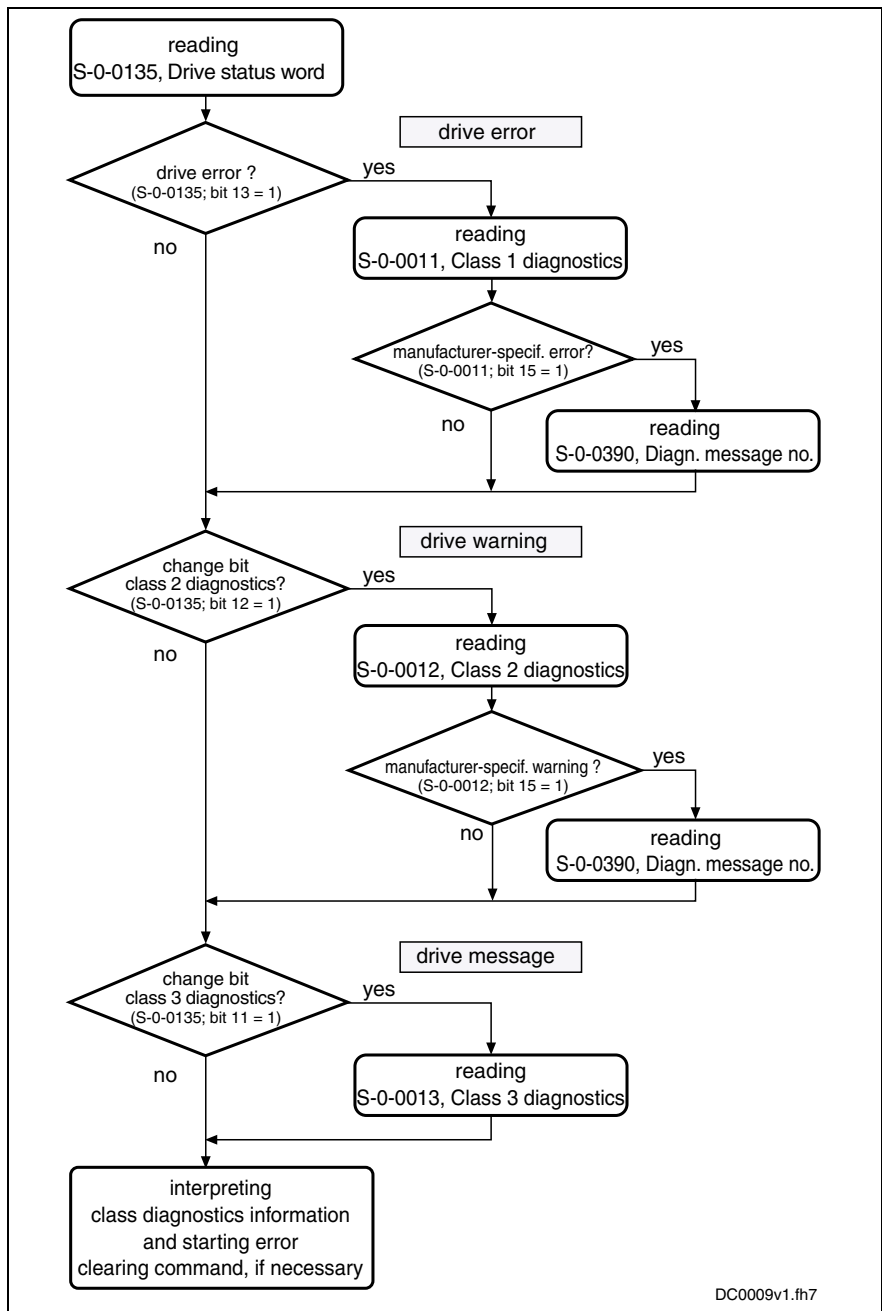 reading
S-0-0135, Drive status word
drive error
drive error ?
(S-0-0135; bit 13 = 1)
yes
no
reading
S-0-0011, Class 1 diagnostics
manufacturer-specif. error?
(S-0-0011; bit 15 = 1)
yes
no
reading
S-0-0390, Diagn. message no.
drive warning
change bit
class 2 diagnostics?
(S-0-0135; bit 12 = 1)
yes
no
reading
S-0-0012, Class 2 diagnostics
manufacturer-specif. warning ?
(S-0-0012; bit 15 = 1)
yes
no
reading
S-0-0390, Diagn. message no.
drive message
change bit
class 3 diagnostics?
(S-0-0135; bit 11 = 1)
yes
no
reading
S-0-0013, Class 3 diagnostics
interpreting
class diagnostics information
and starting error
clearing command, if necessary
DC0009v1.fh7